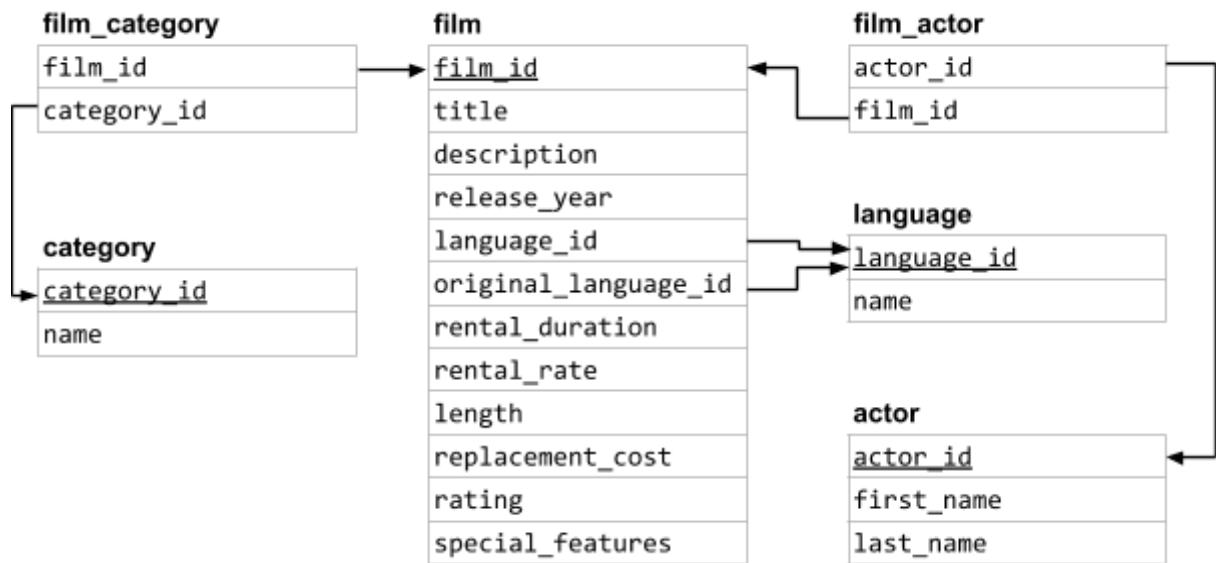 film_category
film_id
category_id
category
category_id
name
film
film_id
title
description
release_year
language_id
original_language_id
rental_duration
rental_rate
length
replacement_cost
rating
special_features
film_actor
actor_id
film_id
language
language_id
name
actor
actor_id
first_name
last_name